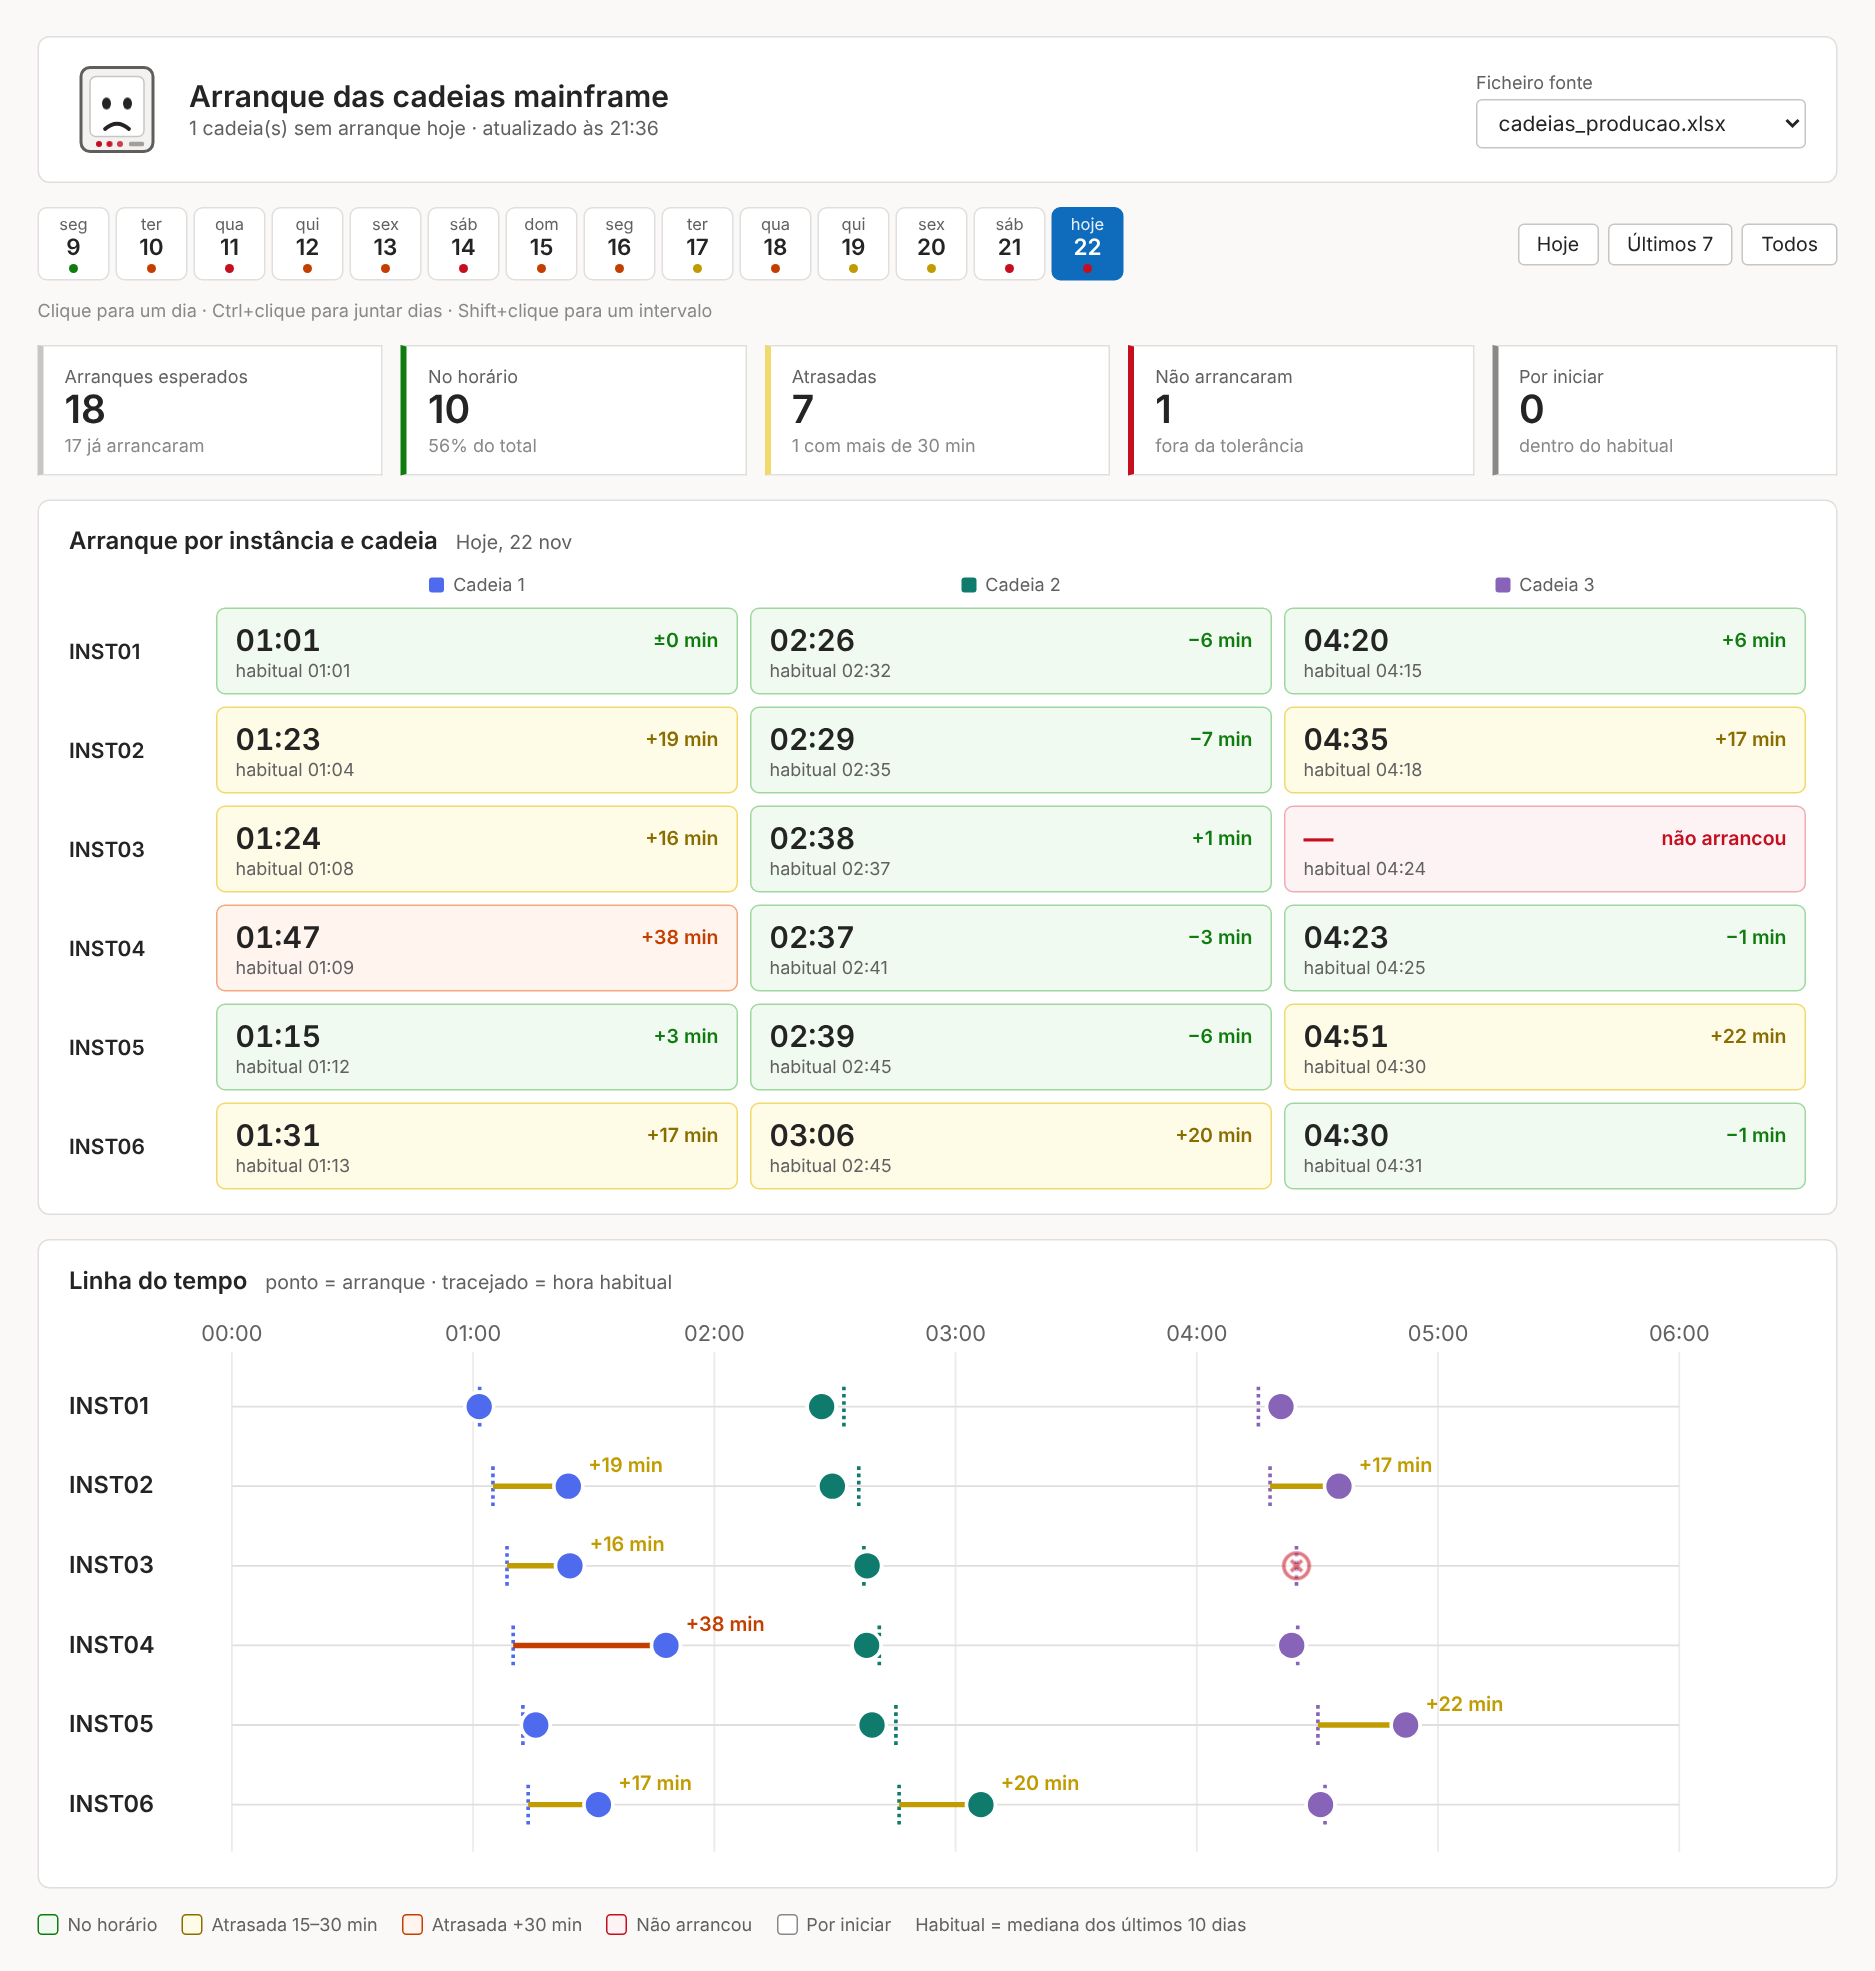 Arranque das cadeias mainframe
1 cadeia(s) sem arranque hoje · atualizado às 21:36
Ficheiro fonte
cadeias_producao.xlsx
seg ter qua qui sex sáb dom seg ter qua qui sex sáb hoje
9 10 11 12 13 14 15 16 17 18 19 20 21 22
Hoje Últimos 7 Todos
Clique para um dia · Ctrl+clique para juntar dias · Shift+clique para um intervalo
Arranques esperados
18
17 já arrancaram
No horário
10
56% do total
Atrasadas
7
1 com mais de 30 min
Não arrancaram
1
fora da tolerância
Por iniciar
0
dentro do habitual
Arranque por instância e cadeia Hoje, 22 nov
Cadeia 1 Cadeia 2 Cadeia 3
INST01
01:01 ±0 min
habitual 01:01
02:26 −6 min
habitual 02:32
04:20 +6 min
habitual 04:15
INST02
01:23 +19 min
habitual 01:04
02:29 −7 min
habitual 02:35
04:35 +17 min
habitual 04:18
INST03
01:24 +16 min
habitual 01:08
02:38 +1 min
habitual 02:37
— não arrancou
habitual 04:24
INST04
01:47 +38 min
habitual 01:09
02:37 −3 min
habitual 02:41
04:23 −1 min
habitual 04:25
INST05
01:15 +3 min
habitual 01:12
02:39 −6 min
habitual 02:45
04:51 +22 min
habitual 04:30
INST06
01:31 +17 min
habitual 01:13
03:06 +20 min
habitual 02:45
04:30 −1 min
habitual 04:31
Linha do tempo ponto = arranque · tracejado = hora habitual
00:00 01:00 02:00 03:00 04:00 05:00 06:00
INST01
INST02 +19 min +17 min
INST03 +16 min
INST04 +38 min
INST05 +22 min
INST06 +17 min +20 min
No horário Atrasada 15–30 min Atrasada +30 min Não arrancou Por iniciar Habitual = mediana dos últimos 10 dias